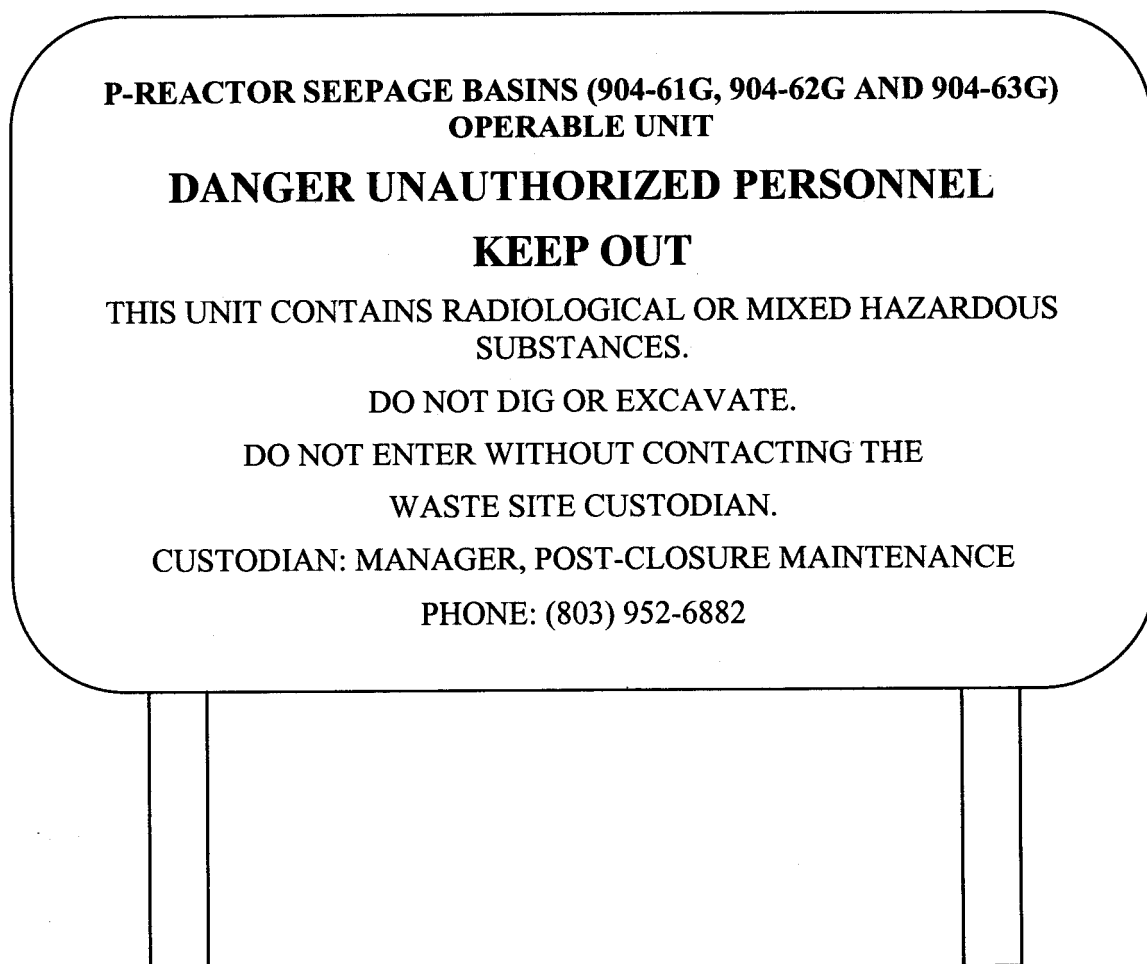 P-REACTOR SEEPAGE BASINS (904-61G, 904-62G AND 904-63G)
OPERABLE UNIT
DANGER UNAUTHORIZED PERSONNEL
KEEP OUT
THIS UNIT CONTAINS RADIOLOGICAL OR MIXED HAZARDOUS
SUBSTANCES.
DO NOT DIG OR EXCAVATE.
DO NOT ENTER WITHOUT CONTACTING THE
WASTE SITE CUSTODIAN.
CUSTODIAN: MANAGER, POST-CLOSURE MAINTENANCE
PHONE: (803) 952-6882